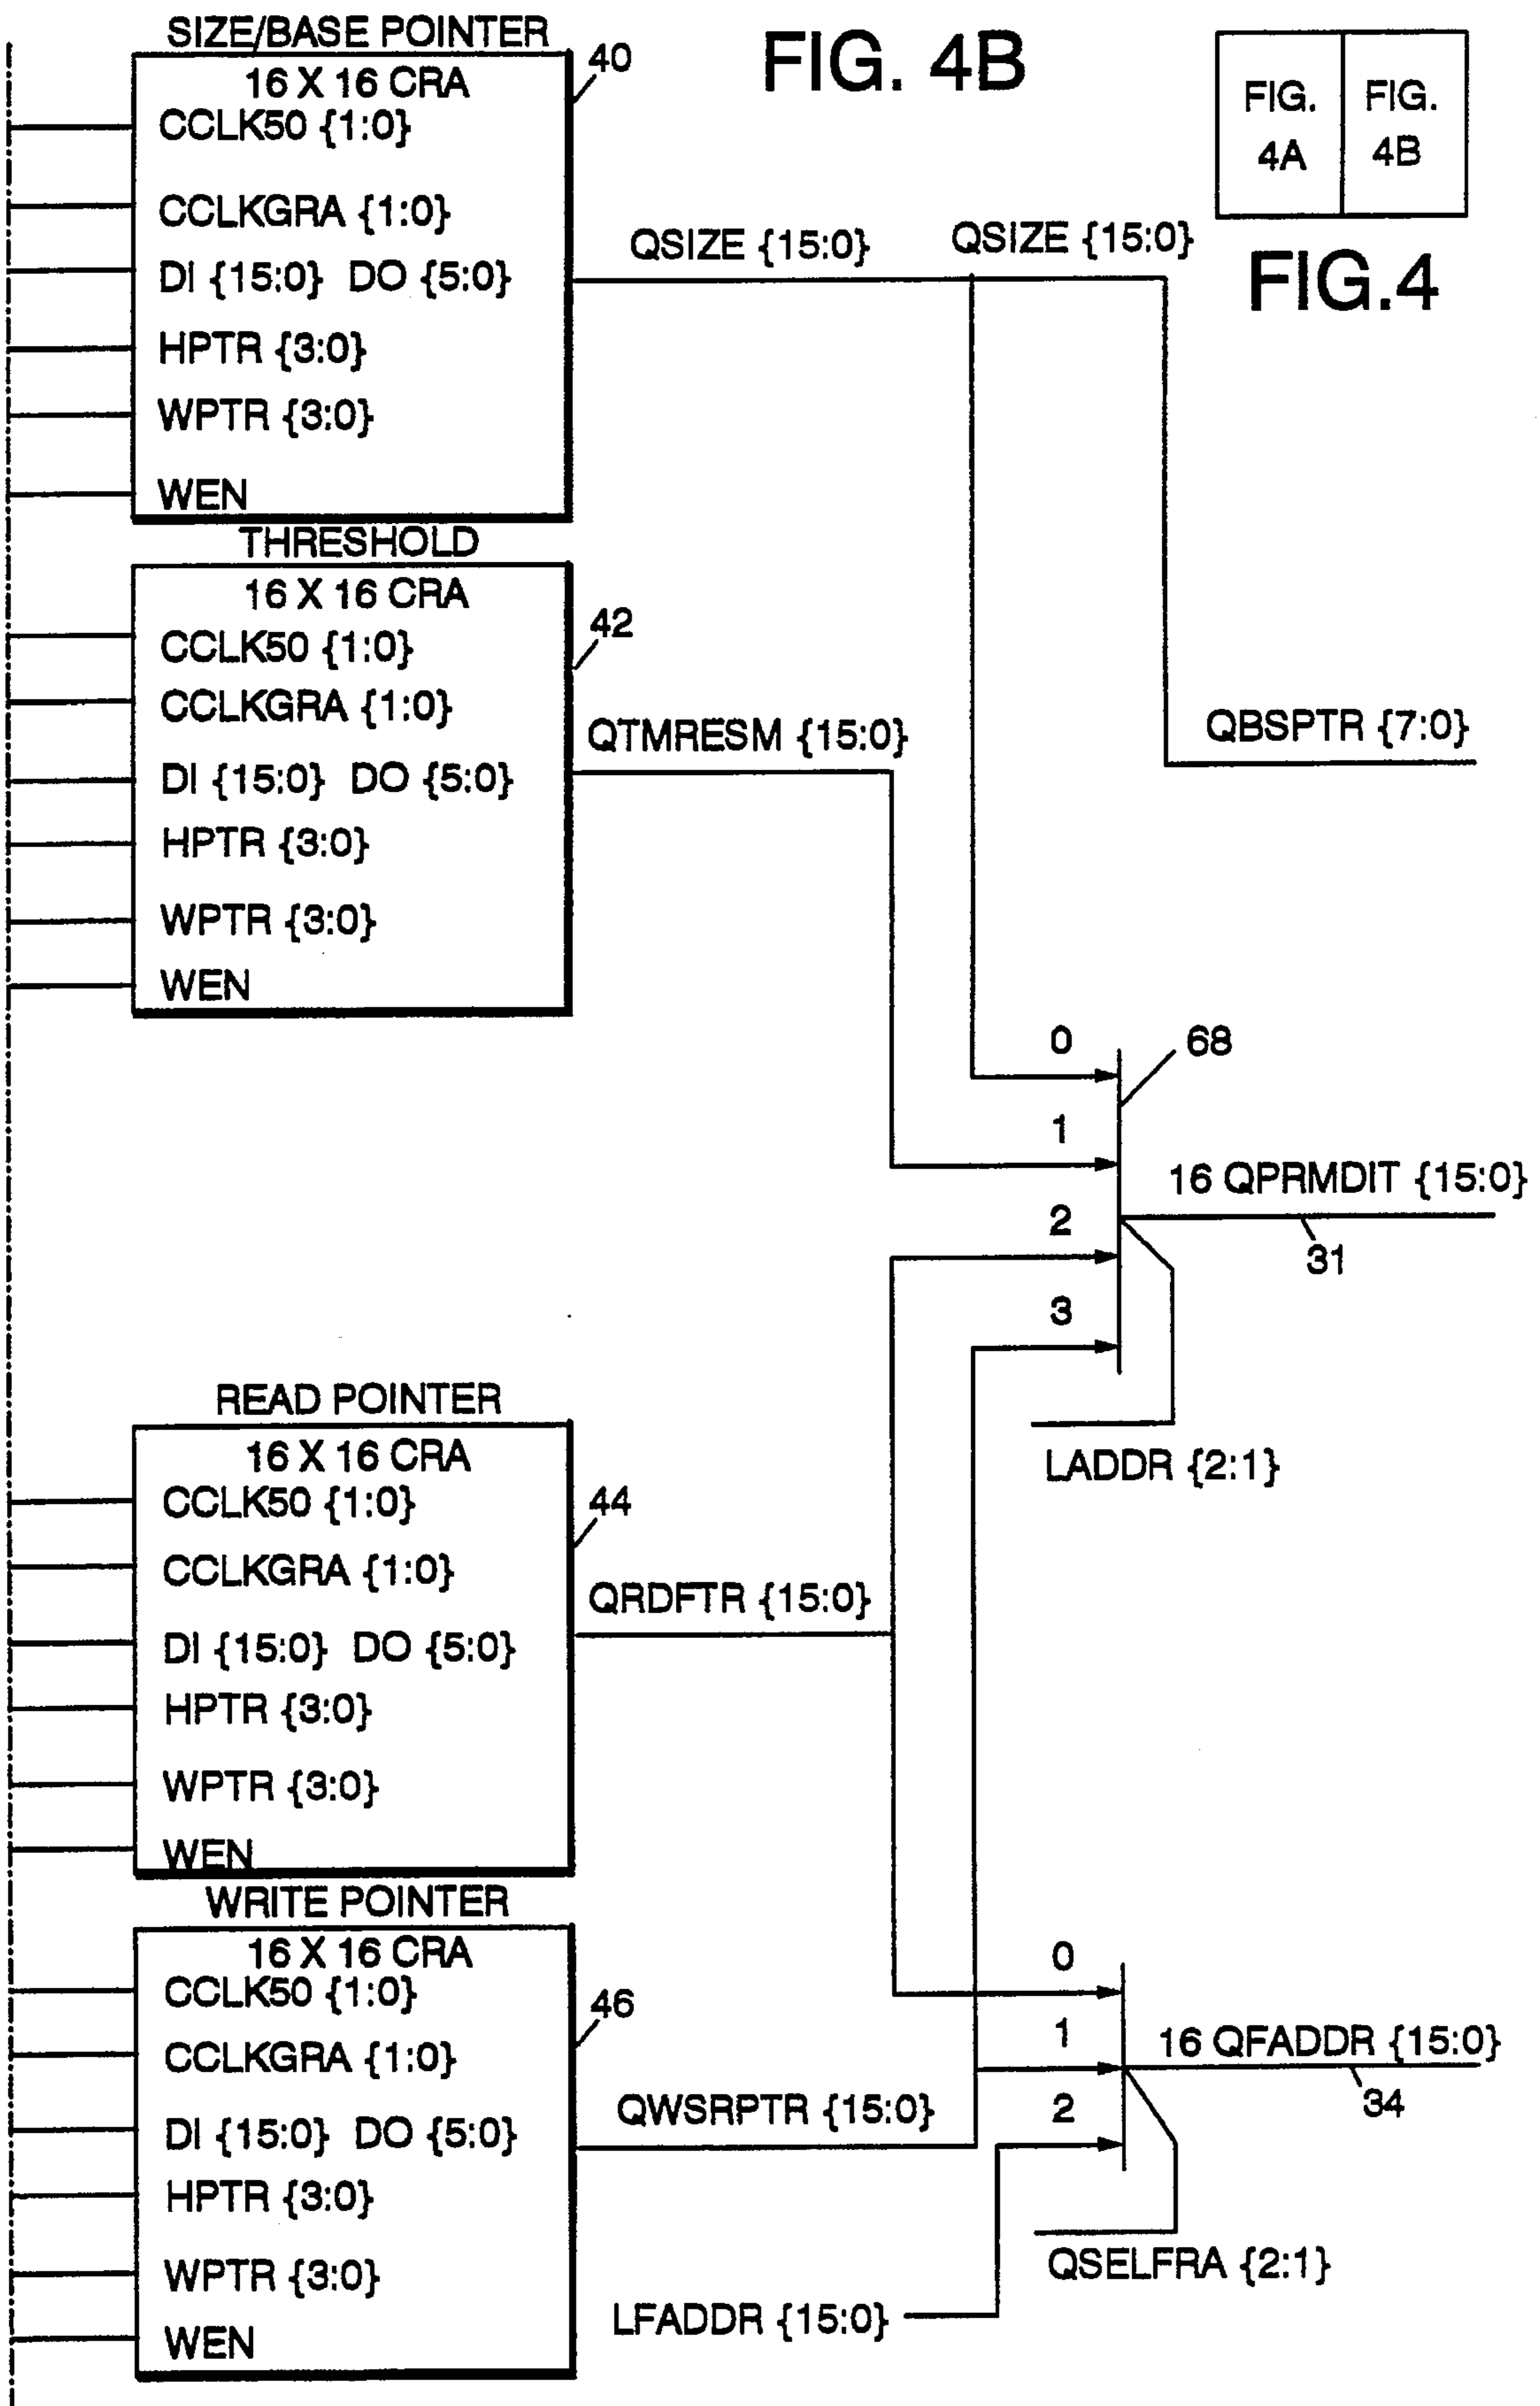 SIZE/BASE POINTER
40
16 X 16 CRA
CCLK50 {1:0}
CCLKGRA {1:0}
DI {15:0} DO {5:0}
HPTR {3:0}
WPTR {3:0}
WEN
FIG. 4B
FIG. 4A
FIG. 4B
FIG.4
QSIZE {15:0}
QSIZE {15:0}
QBSPTR {7:0}
THRESHOLD
42
16 X 16 CRA
CCLK50 {1:0}
CCLKGRA {1:0}
DI {15:0} DO {5:0}
HPTR {3:0}
WPTR {3:0}
WEN
QTMRESM {15:0}
0
1
2
3
68
16 QPRMDIT {15:0}
31
LADDR {2:1}
READ POINTER
44
16 X 16 CRA
CCLK50 {1:0}
CCLKGRA {1:0}
DI {15:0} DO {5:0}
HPTR {3:0}
WPTR {3:0}
WEN
QRDFTR {15:0}
WRITE POINTER
46
16 X 16 CRA
CCLK50 {1:0}
CCLKGRA {1:0}
DI {15:0} DO {5:0}
HPTR {3:0}
WPTR {3:0}
WEN
QWSRPTR {15:0}
0
1
2
16 QFADDR {15:0}
34
QSELFRA {2:1}
LFADDR {15:0}